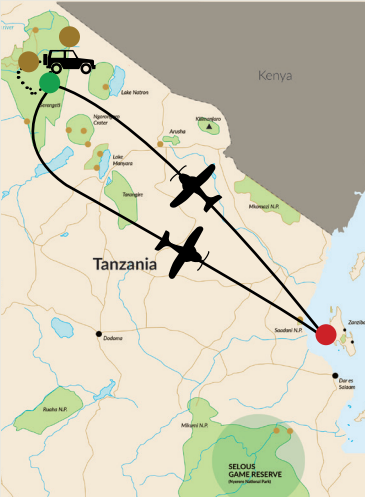 river
Kenya
Lake Natron
Serengeti
Ngorongoro
Crater
Arusha
Kilimanjaro
Lake
Manyara
Tarangire
Mkomazi N.P.
Tanzania
Zanzibar
Saadani N.P.
Dodoma
Dar es
Salaam
Ruaha N.P.
Mikumi N.P.
SELOUS
GAME RESERVE
(Nyerere National Park)